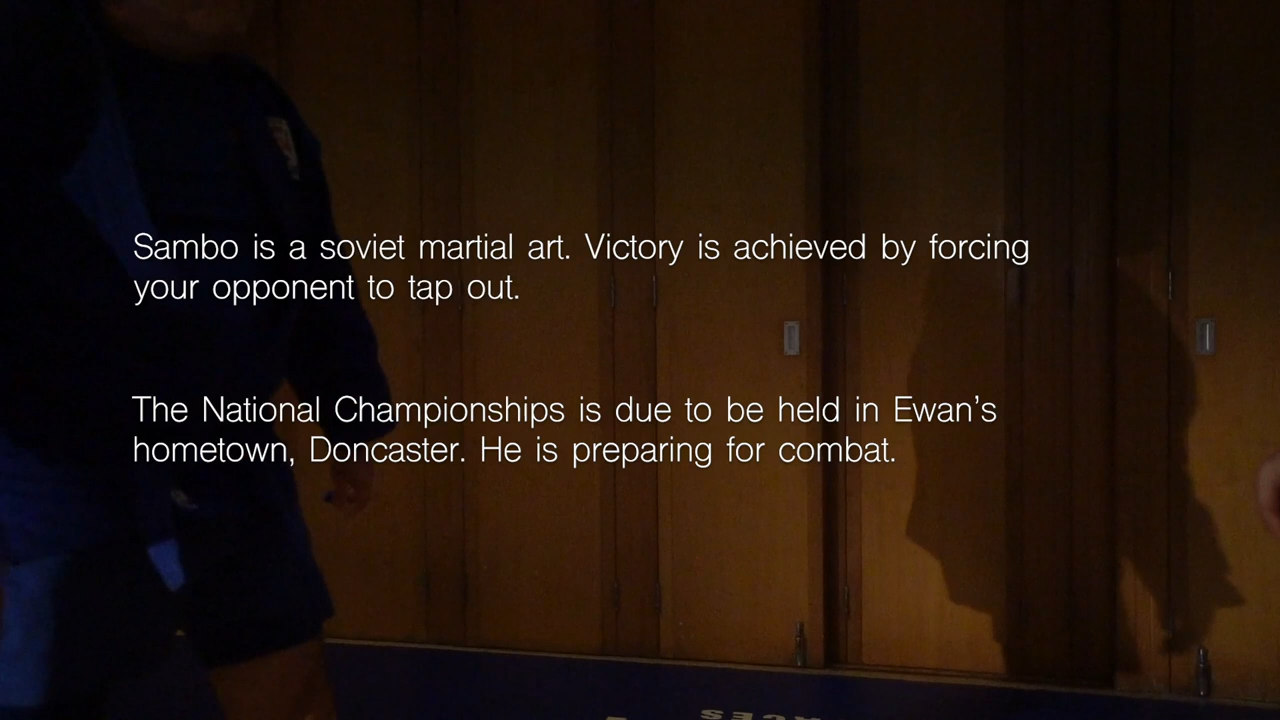 Sambo is a soviet martial art. Victory is achieved by forcing
your opponent to tap out.
The National Championships is due to be held in Ewan's
hometown, Doncaster. He is preparing for combat.